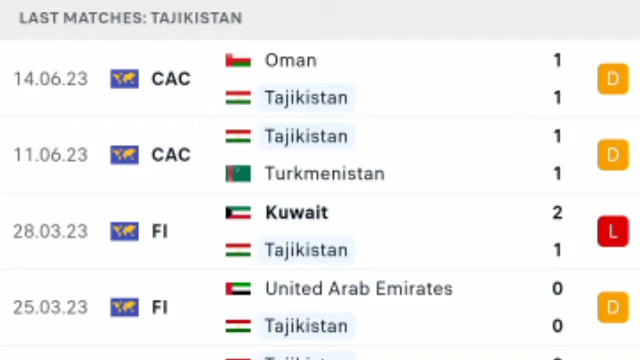 LAST MATCHES: TAJIKISTAN
14.06.23 CAC Oman 1 D
Tajikistan 1
11.06.23 CAC Tajikistan 1 D
Turkmenistan 1
28.03.23 FI Kuwait 2 L
Tajikistan 1
25.03.23 FI United Arab Emirates 0 D
Tajikistan 0